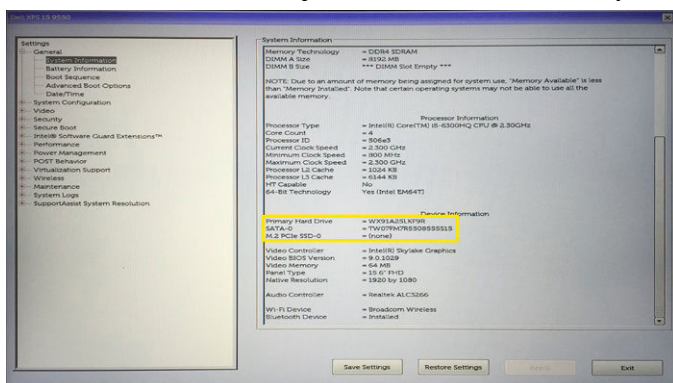 Dell XPS 15 9550
Settings
General
System Information
Battery Information
Boot Sequence
Advanced Boot Options
Date/Time
System Configuration
Video
Security
Secure Boot
Intel® Software Guard Extensions™
Performance
Power Management
POST Behavior
Virtualization Support
Wireless
Maintenance
System Logs
SupportAssist System Resolution
System Information
Memory Technology = DDR4 SDRAM
DIMM A Size = 8192 MB
DIMM B Size *** DIMM Slot Empty ***
NOTE: Due to an amount of memory being assigned for system use, "Memory Available" is less
than "Memory Installed". Note that certain operating systems may not be able to use all the
available memory.
Processor Information
Processor Type = Intel(R) Core(TM) i5-6300HQ CPU @ 2.30GHz
Core Count = 4
Processor ID = 506e3
Current Clock Speed = 2.300 GHz
Minimum Clock Speed = 800 MHz
Maximum Clock Speed = 2.300 GHz
Processor L2 Cache = 1024 KB
Processor L3 Cache = 6144 KB
HT Capable No
64-Bit Technology Yes (Intel EM64T)
Device Information
Primary Hard Drive = WX91A25LKP9R
SATA-0
M.2 PCIe SSD-0 = (none)
Video Controller = Intel(R) Skylake Graphics
Video BIOS Version = 9.0.1029
Video Memory = 64 MB
Panel Type = 15.6" FHD
Native Resolution = 1920 by 1080
Audio Controller = Realtek ALC3266
Wi-Fi Device = Broadcom Wireless
Bluetooth Device = Installed
Save Settings
Restore Settings
Apply
Exit